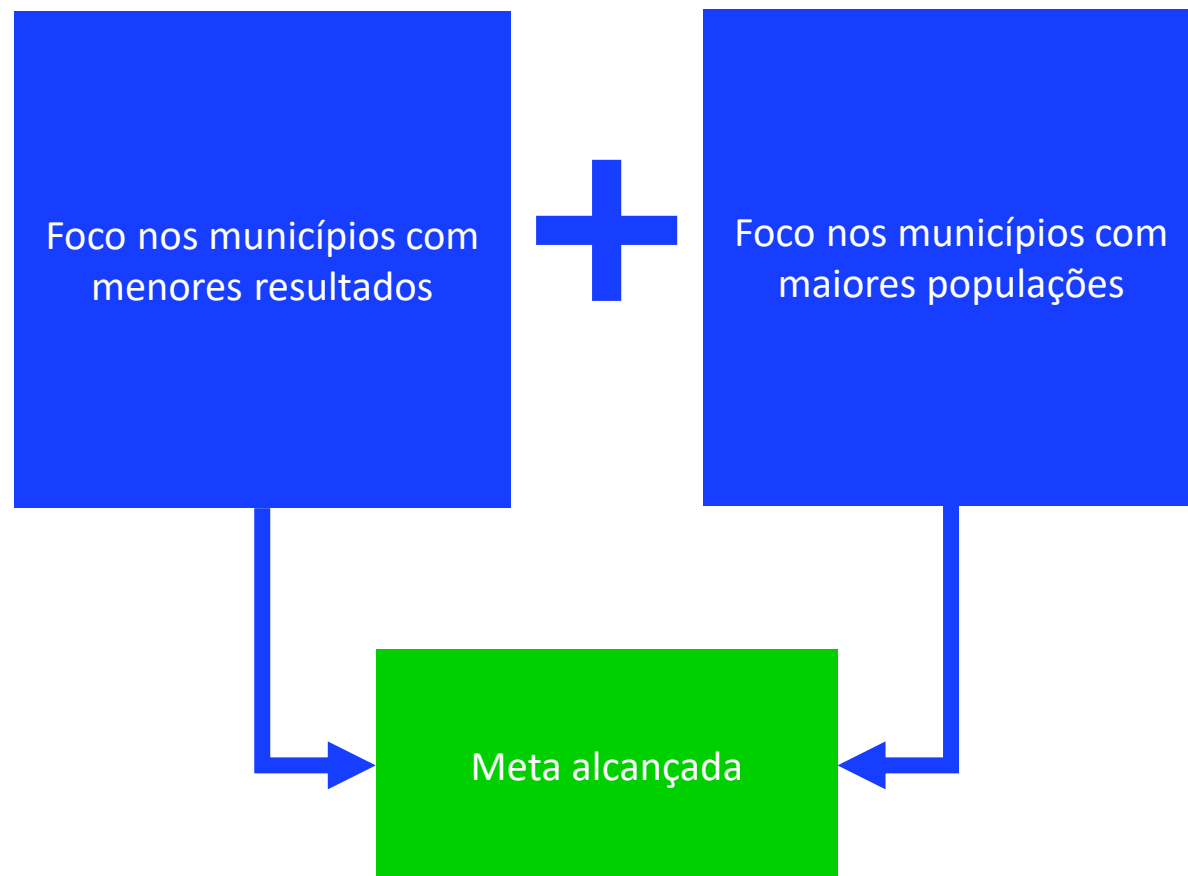 Foco nos municípios com
menores resultados
Foco nos municípios com
maiores populações
Meta alcançada